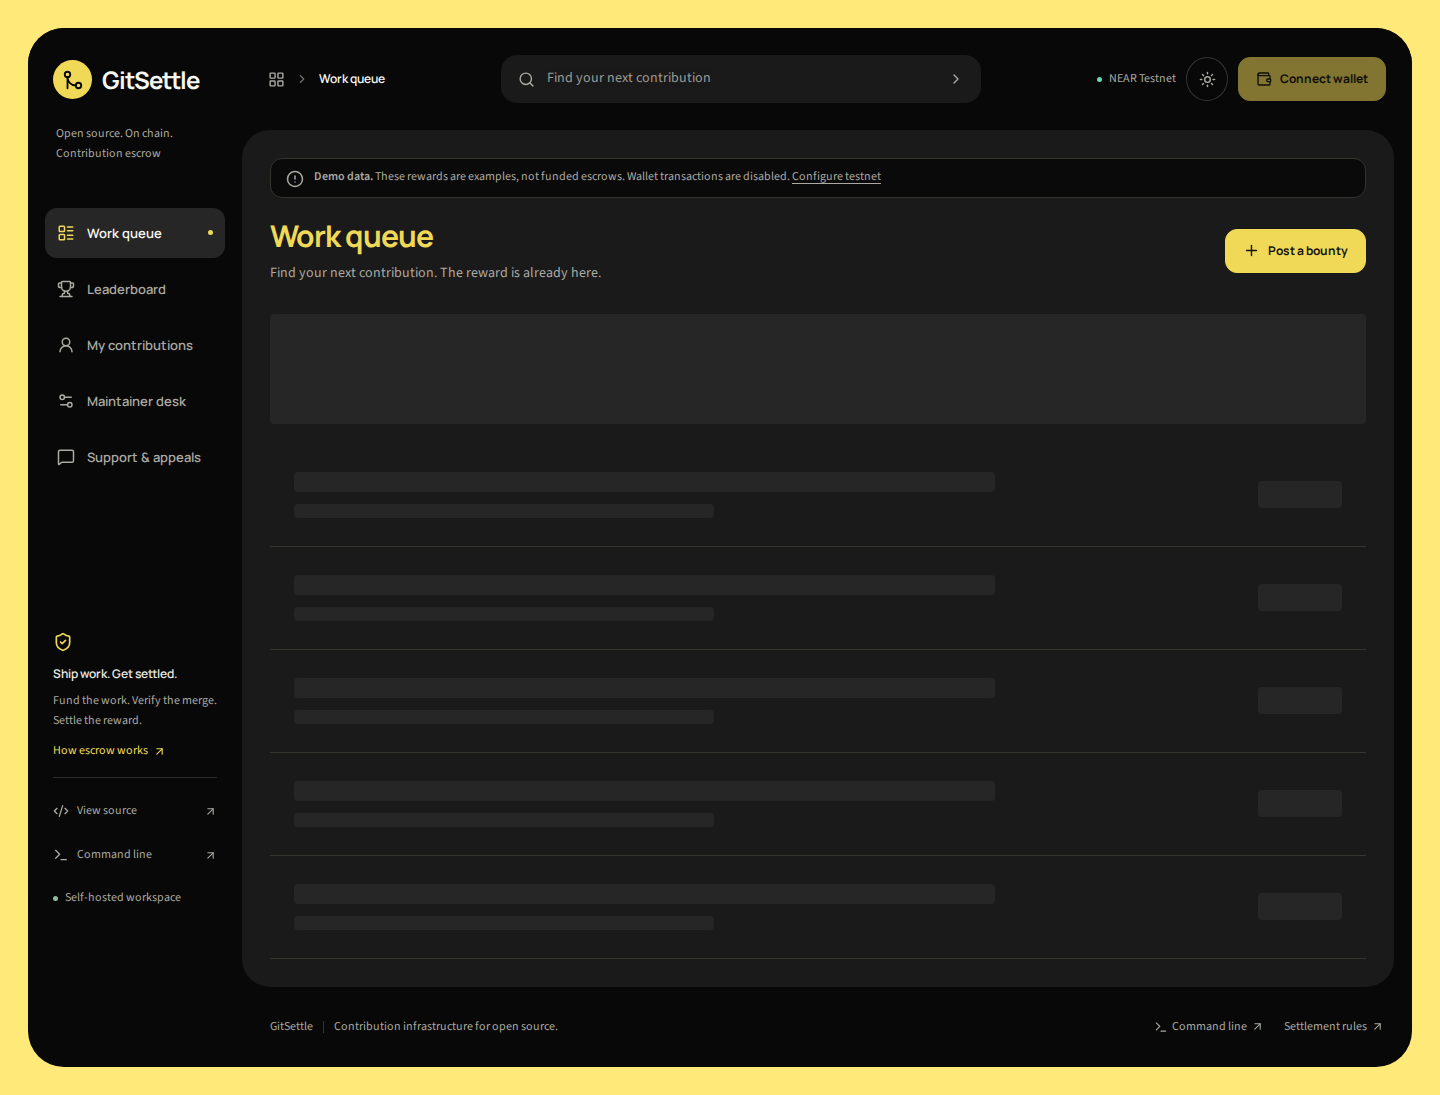 GitSettle
Work queue
Find your next contribution
NEAR Testnet
Connect wallet
Open source. On chain.
Contribution escrow
Work queue
Leaderboard
My contributions
Maintainer desk
Support & appeals
Ship work. Get settled.
Fund the work. Verify the merge.
Settle the reward.
How escrow works
View source
Command line
Self-hosted workspace
Demo data. These rewards are examples, not funded escrows. Wallet transactions are disabled. Configure testnet
Work queue
Find your next contribution. The reward is already here.
Post a bounty
GitSettle
Contribution infrastructure for open source.
Command line
Settlement rules